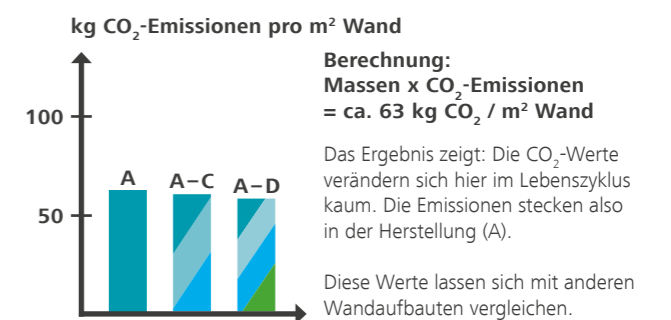 kg CO₂-Emissionen pro m² Wand
100
50
A
A–C
A–D
Berechnung:
Massen x CO₂-Emissionen
= ca. 63 kg CO₂ / m² Wand
Das Ergebnis zeigt: Die CO₂-Werte
verändern sich hier im Lebenszyklus
kaum. Die Emissionen stecken also
in der Herstellung (A).
Diese Werte lassen sich mit anderen
Wandaufbauten vergleichen.